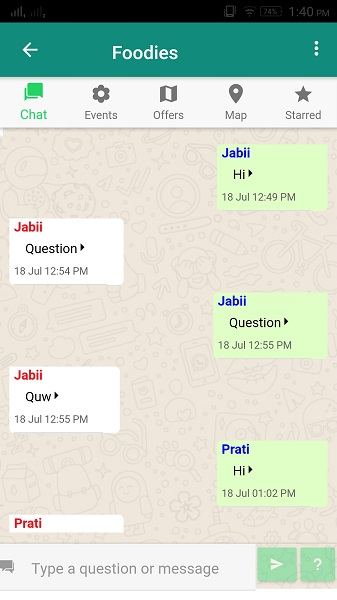 74% 1:40 PM
Foodies
Chat Events Offers Map Starred
Jabii
Hi
18 Jul 12:49 PM
Jabii
Question
18 Jul 12:54 PM
Jabii
Question
18 Jul 12:55 PM
Jabii
Quw
18 Jul 12:55 PM
Prati
Hi
18 Jul 01:02 PM
Prati
Type a question or message ?